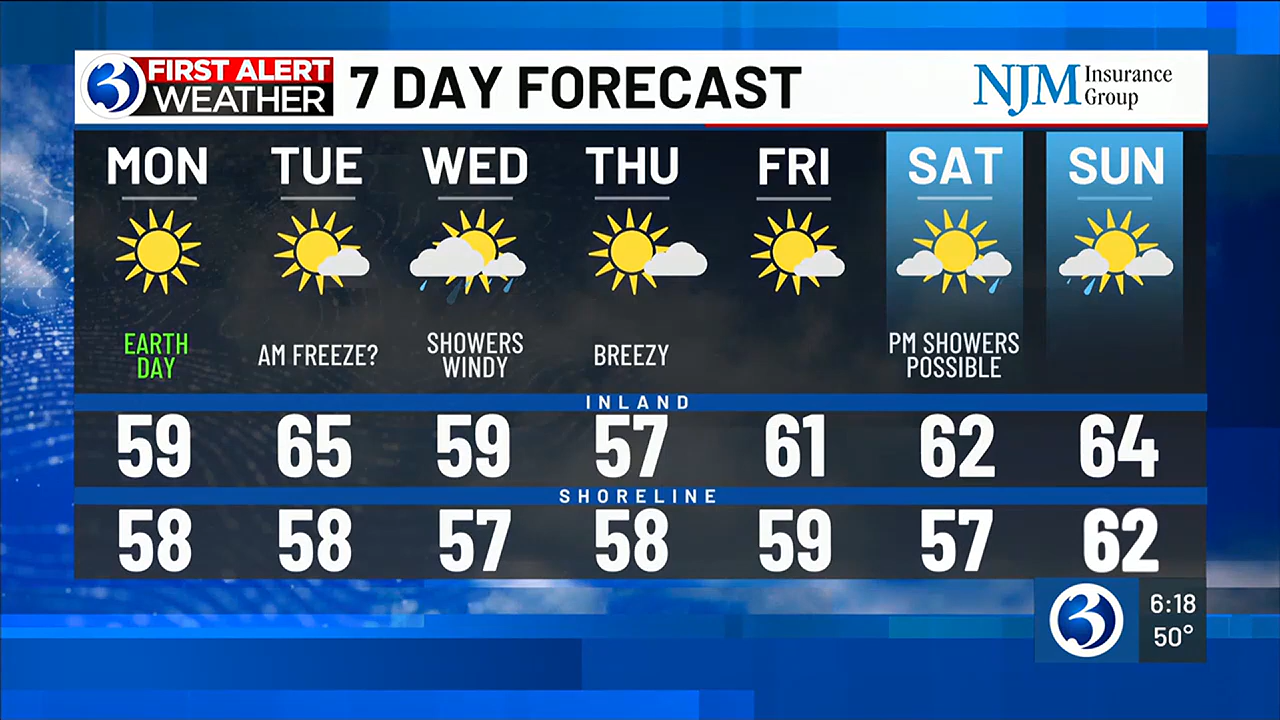 3 FIRST ALERT
WEATHER
7 DAY FORECAST
NJM Insurance
Group
MON TUE WED THU FRI SAT SUN
EARTH
DAY
AM FREEZE?
SHOWERS
WINDY
BREEZY
PM SHOWERS
POSSIBLE
INLAND
59 65 59 57 61 62 64
SHORELINE
58 58 57 58 59 57 62
3 6:18
50°